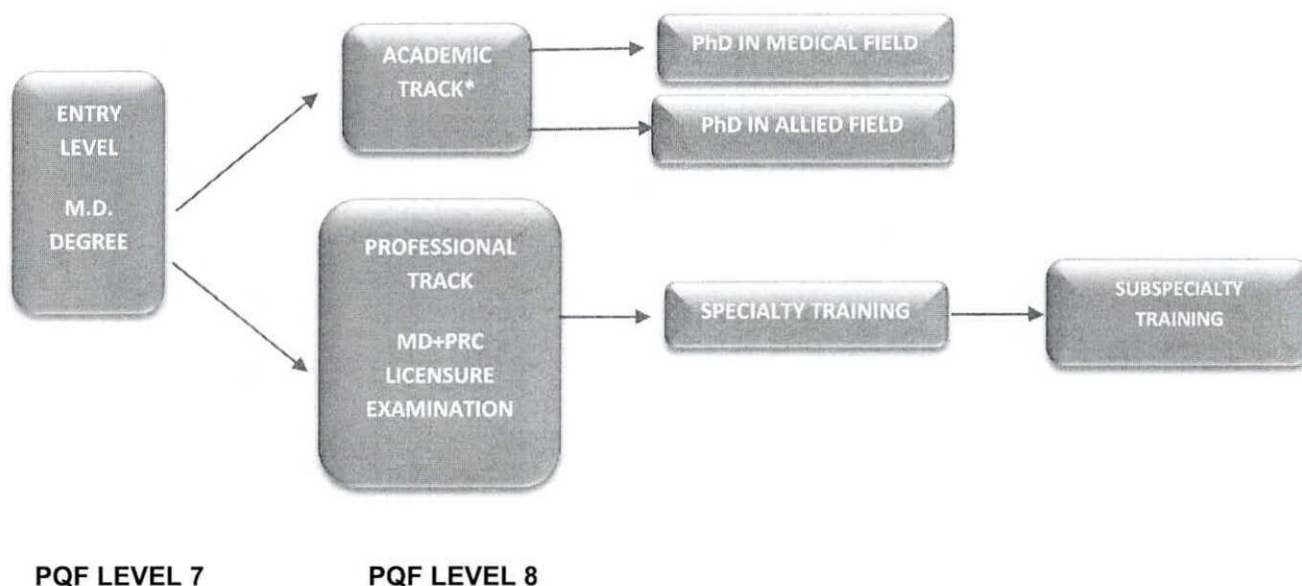 ENTRY
LEVEL
M.D.
DEGREE
ACADEMIC
TRACK*
PhD IN MEDICAL FIELD
PhD IN ALLIED FIELD
PROFESSIONAL
TRACK
MD+PRC
LICENSURE
EXAMINATION
SPECIALTY TRAINING
SUBSPECIALTY
TRAINING
PQF LEVEL 7
PQF LEVEL 8